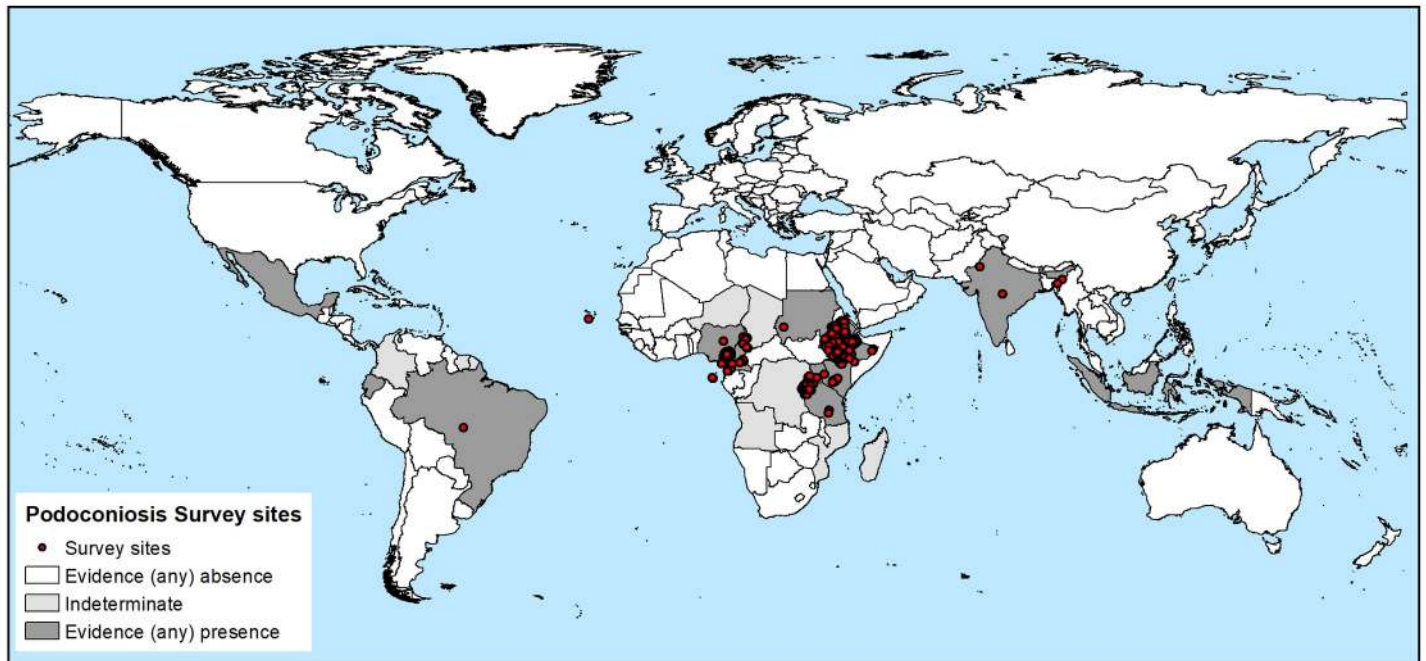 Podoconiosis Survey sites
Survey sites
Evidence (any) absence
Indeterminate
Evidence (any) presence